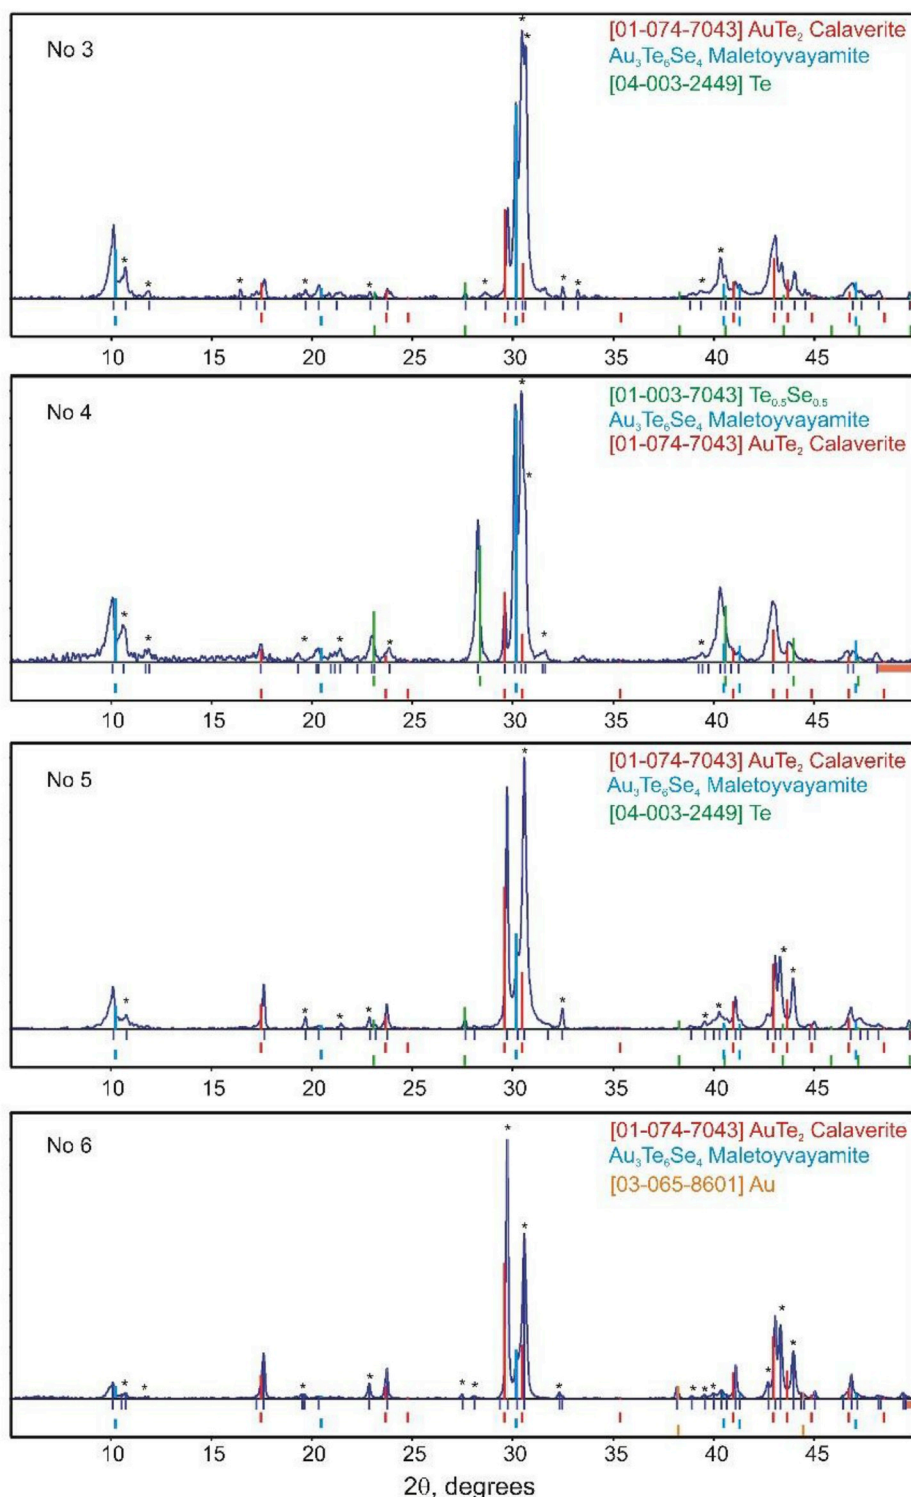 No 3
[01-074-7043] AuTe₂ Calaverite
Au₃Te₆Se₄ Maletoyvayamite
[04-003-2449] Te
10 15 20 25 30 35 40 45
No 4
[01-003-7043] Te₀.₅Se₀.₅
Au₃Te₆Se₄ Maletoyvayamite
[01-074-7043] AuTe₂ Calaverite
10 15 20 25 30 35 40 45
No 5
[01-074-7043] AuTe₂ Calaverite
Au₃Te₆Se₄ Maletoyvayamite
[04-003-2449] Te
10 15 20 25 30 35 40 45
No 6
[01-074-7043] AuTe₂ Calaverite
Au₃Te₆Se₄ Maletoyvayamite
[03-065-8601] Au
10 15 20 25 30 35 40 45
2θ, degrees